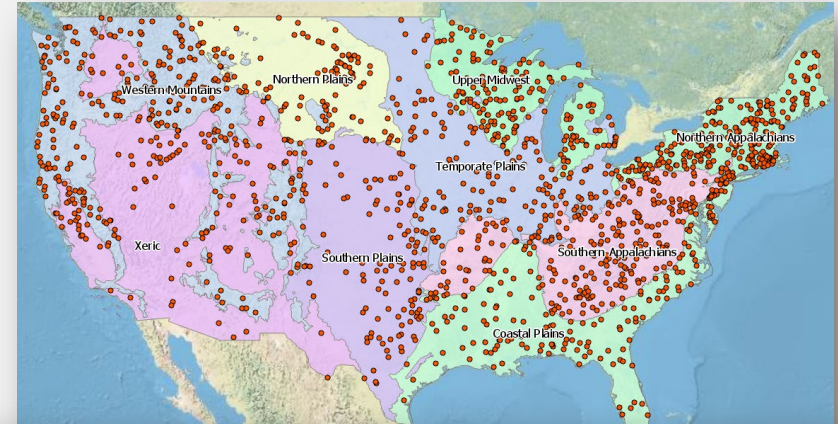 Northern Plains
Upper Midwest
Western Mountains
Northern Appalachians
Temporate Plains
Xeric
Southern Plains
Southern Appalachians
Coastal Plains